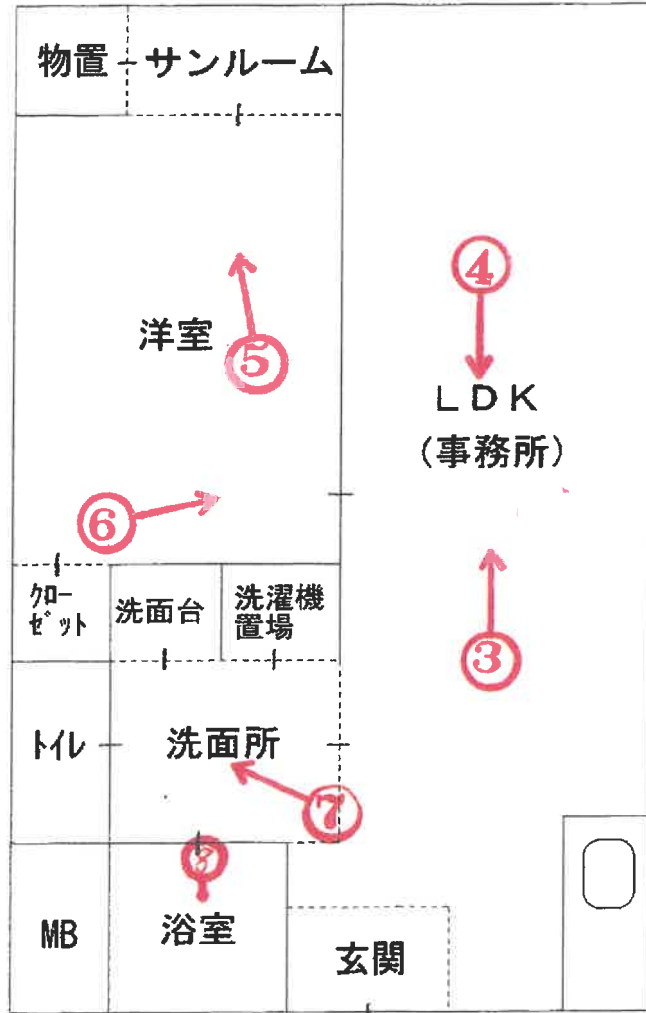 物置 サンルーム
④
洋室
⑤
LDK
(事務所)
⑥
クローゼット
洗面台
洗濯機
置場
③
トイレ
洗面所
⑦
⑧
MB
浴室
玄関